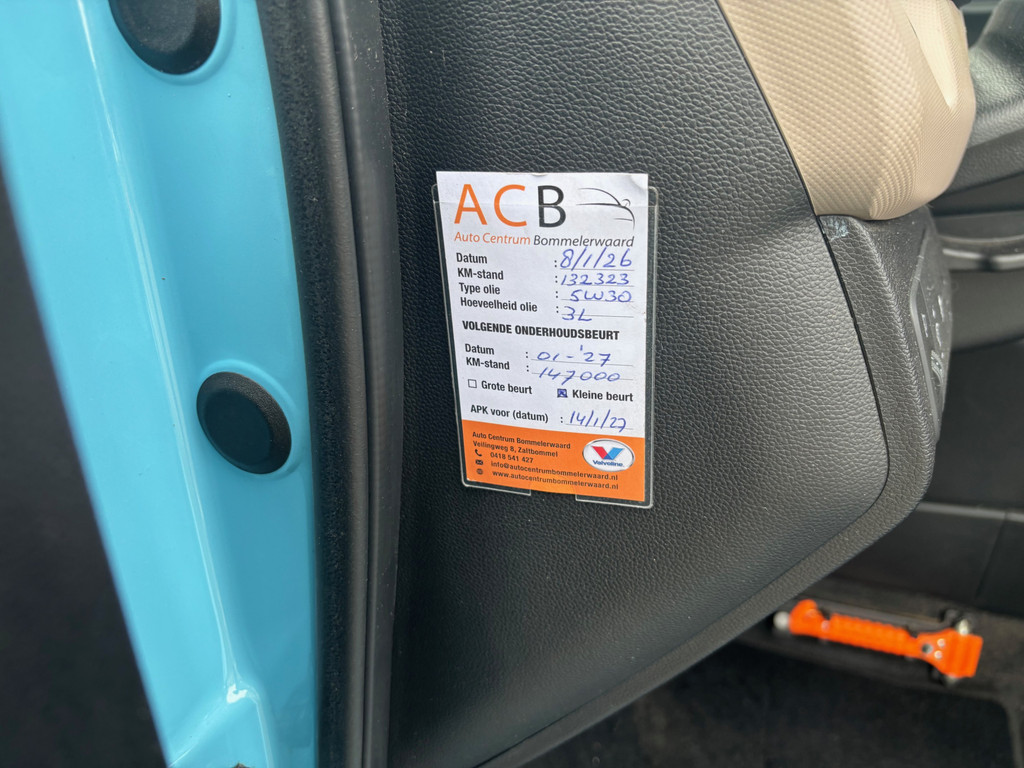 ACB
Auto Centrum Bommelerwaard
Datum : 8/1/26
KM-stand : 132323
Type olie : 5W30
Hoeveelheid olie : 3L
VOLGENDE ONDERHOUDSBEURT
Datum : 01-'27
KM-stand : 147000
Grote beurt Kleine beurt
APK voor (datum) : 14/1/27
Auto Centrum Bommelerwaard
Veilingweg 8, Zaltbommel
0418 541 427
info@autocentrumbommelerwaard.nl
www.autocentrumbommelerwaard.nl
Valvoline